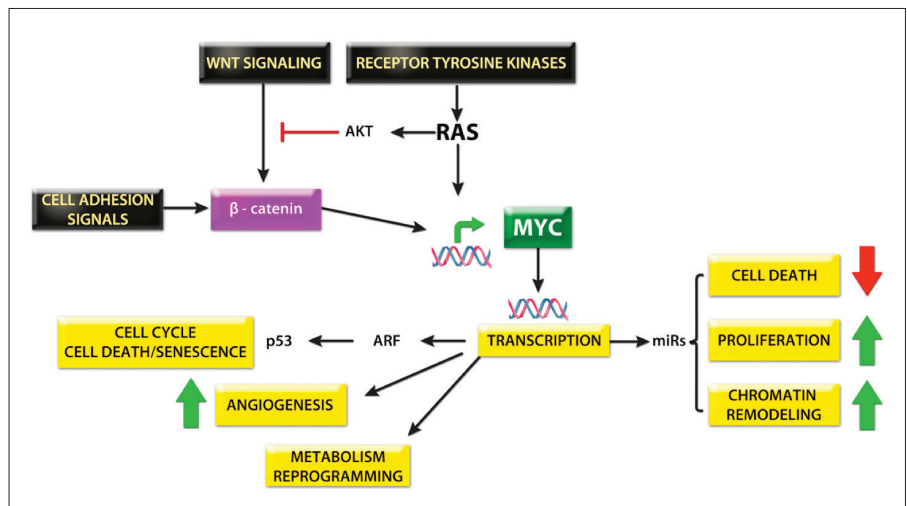 WNT SIGNALING
RECEPTOR TYROSINE KINASES
AKT
RAS
CELL ADHESION
SIGNALS
β - catenin
MYC
CELL DEATH
CELL CYCLE
CELL DEATH/SENESCENCE
p53
ARF
TRANSCRIPTION
miRs
PROLIFERATION
ANGIOGENESIS
CHROMATIN
REMODELING
METABOLISM
REPROGRAMMING